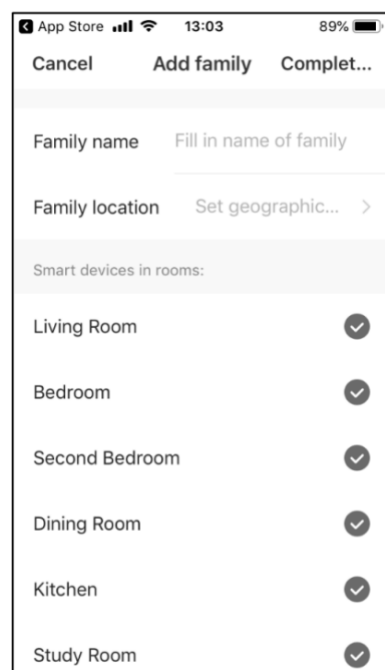 App Store 13:03 89%
Cancel Add family Complet...
Family name Fill in name of family
Family location Set geographic...
Smart devices in rooms:
Living Room
Bedroom
Second Bedroom
Dining Room
Kitchen
Study Room